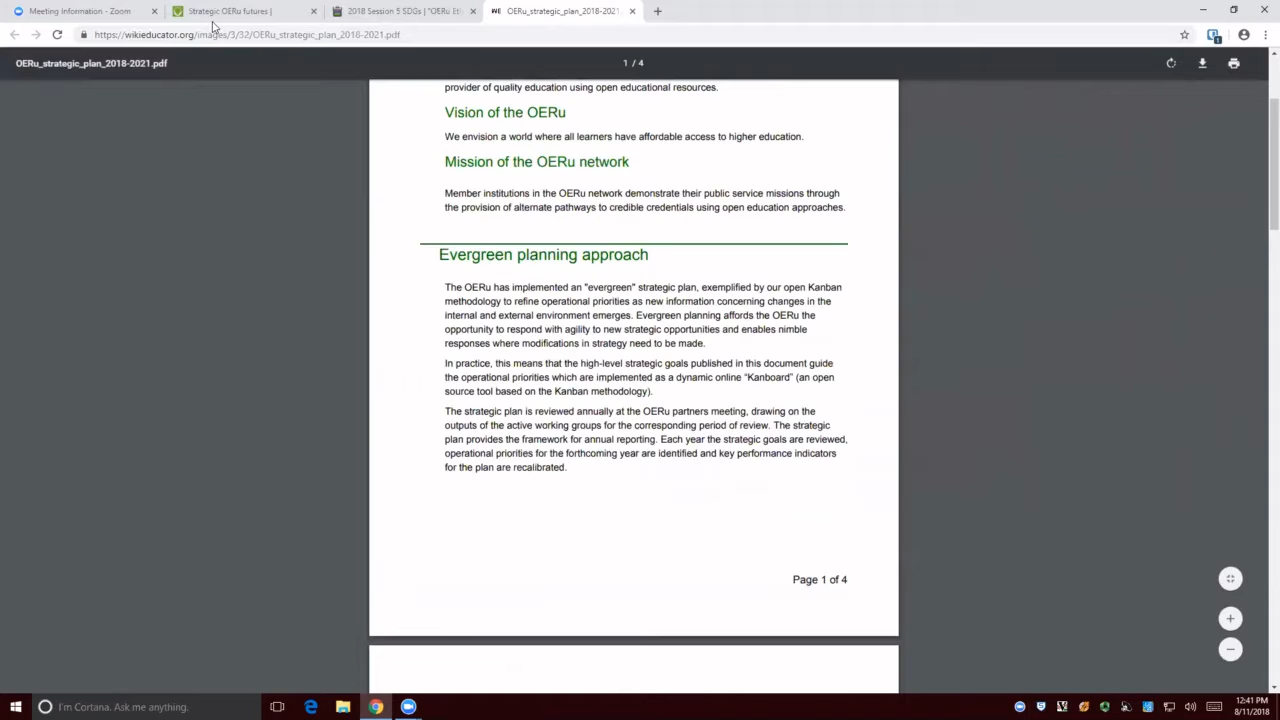 Meeting Information - Zoom
Strategic OERu futures |
2018 Session 5 SDGs | "OERu Et
WE OERu_strategic_plan_2018-2021.
https://wikieducator.org/images/3/32/OERu_strategic_plan_2018-2021.pdf
OERu_strategic_plan_2018-2021.pdf
1 / 4
provider of quality education using open educational resources.
Vision of the OERu
We envision a world where all learners have affordable access to higher education.
Mission of the OERu network
Member institutions in the OERu network demonstrate their public service missions through
the provision of alternate pathways to credible credentials using open education approaches.
Evergreen planning approach
The OERu has implemented an "evergreen" strategic plan, exemplified by our open Kanban
methodology to refine operational priorities as new information concerning changes in the
internal and external environment emerges. Evergreen planning affords the OERu the
opportunity to respond with agility to new strategic opportunities and enables nimble
responses where modifications in strategy need to be made.
In practice, this means that the high-level strategic goals published in this document guide
the operational priorities which are implemented as a dynamic online “Kanboard” (an open
source tool based on the Kanban methodology).
The strategic plan is reviewed annually at the OERu partners meeting, drawing on the
outputs of the active working groups for the corresponding period of review. The strategic
plan provides the framework for annual reporting. Each year the strategic goals are reviewed,
operational priorities for the forthcoming year are identified and key performance indicators
for the plan are recalibrated.
Page 1 of 4
I'm Cortana. Ask me anything.
12:41 PM
8/11/2018